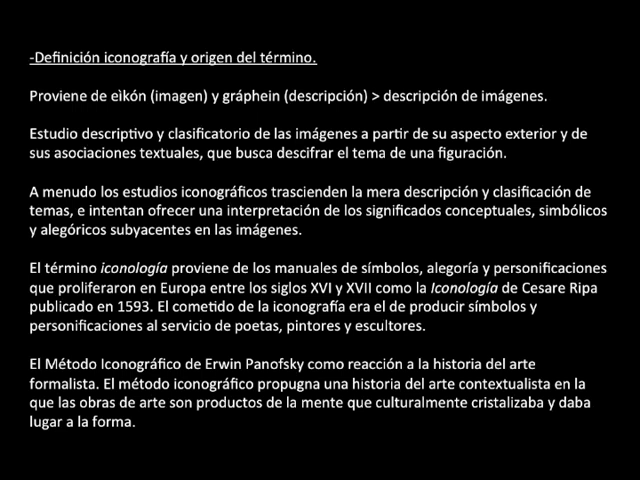 -Definición iconografía y origen del término.
Proviene de eìkón (imagen) y gráphein (descripción) > descripción de imágenes.
Estudio descriptivo y clasificatorio de las imágenes a partir de su aspecto exterior y de
sus asociaciones textuales, que busca descifrar el tema de una figuración.
A menudo los estudios iconográficos trascienden la mera descripción y clasificación de
temas, e intentan ofrecer una interpretación de los significados conceptuales, simbólicos
y alegóricos subyacentes en las imágenes.
El término iconología proviene de los manuales de símbolos, alegoría y personificaciones
que proliferaron en Europa entre los siglos XVI y XVII como la Iconología de Cesare Ripa
publicado en 1593. El cometido de la iconografía era el de producir símbolos y
personificaciones al servicio de poetas, pintores y escultores.
El Método Iconográfico de Erwin Panofsky como reacción a la historia del arte
formalista. El método iconográfico propugna una historia del arte contextualista en la
que las obras de arte son productos de la mente que culturalmente cristalizaba y daba
lugar a la forma.